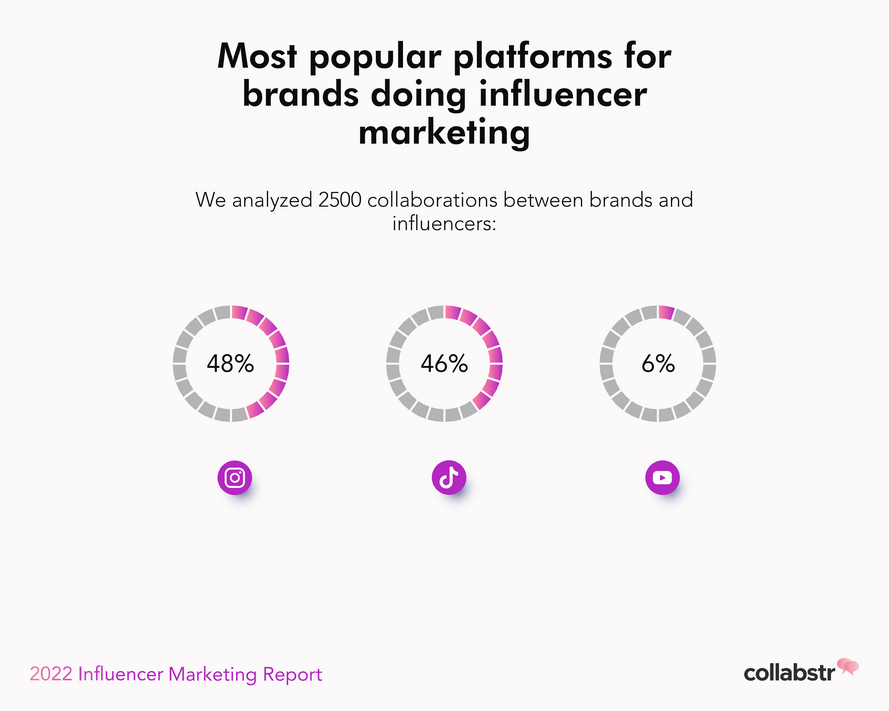 Most popular platforms for
brands doing influencer
marketing
We analyzed 2500 collaborations between brands and
influencers:
48%
46%
6%
2022 Influencer Marketing Report
collabstr